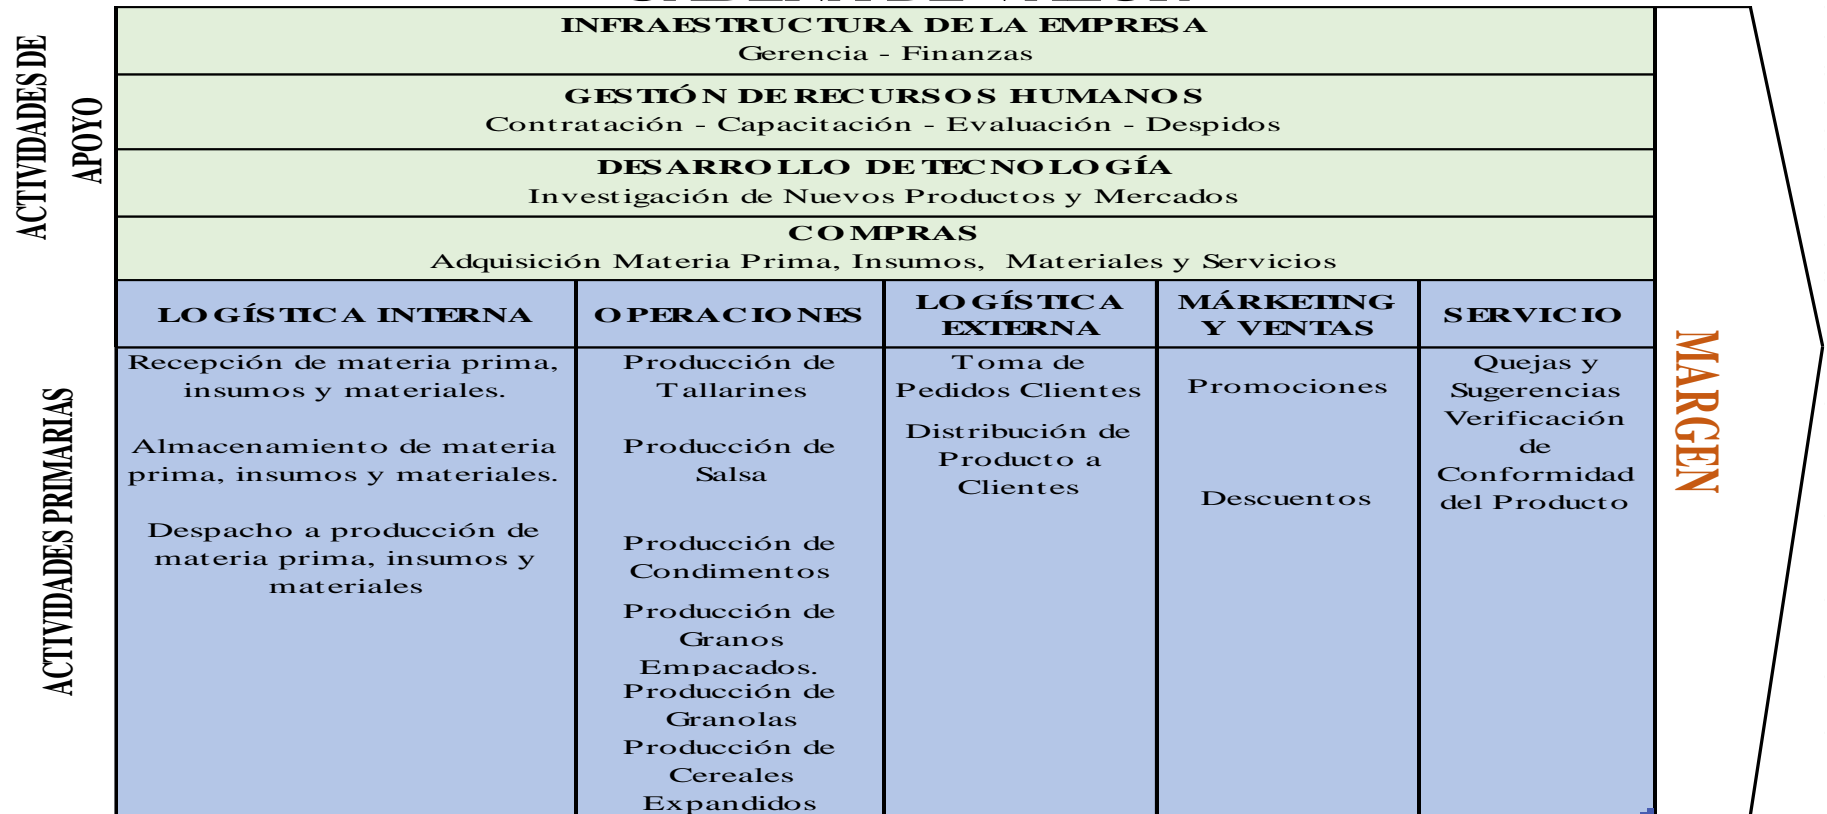 INFRAESTRUCTURA DE LA EMPRESA
Gerencia - Finanzas
ACTIVIDADES DE
APOYO
GESTIÓN DE RECURSOS HUMANOS
Contratación - Capacitación - Evaluación - Despidos
DESARROLLO DE TECNOLOGÍA
Investigación de Nuevos Productos y Mercados
COMPRAS
Adquisición Materia Prima, Insumos, Materiales y Servicios
ACTIVIDADES PRIMARIAS
LOGÍSTICA INTERNA
Recepción de materia prima,
insumos y materiales.
Almacenamiento de materia
prima, insumos y materiales.
Despacho a producción de
materia prima, insumos y
materiales
OPERACIONES
Producción de
Tallarines
Producción de
Salsa
Producción de
Condimentos
Producción de
Granos
Empacados.
Producción de
Granolas
Producción de
Cereales
Expandidos
LOGÍSTICA
EXTERNA
Toma de
Pedidos Clientes
Distribución de
Producto a
Clientes
MÁRKETING
Y VENTAS
Promociones
Descuentos
SERVICIO
Quejas y
Sugerencias
Verificación
de
Conformidad
del Producto
MARGEN